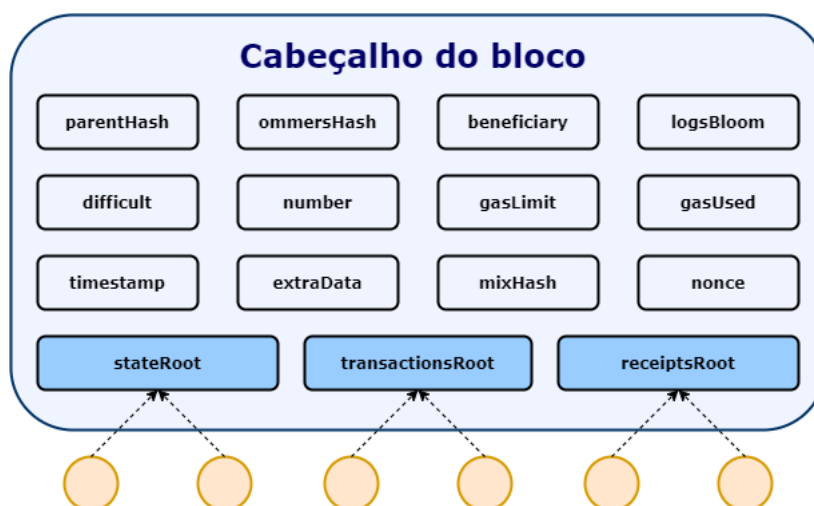 Cabeçalho do bloco
parentHash ommersHash beneficiary logsBloom
difficult number gasLimit gasUsed
timestamp extraData mixHash nonce
stateRoot transactionsRoot receiptsRoot